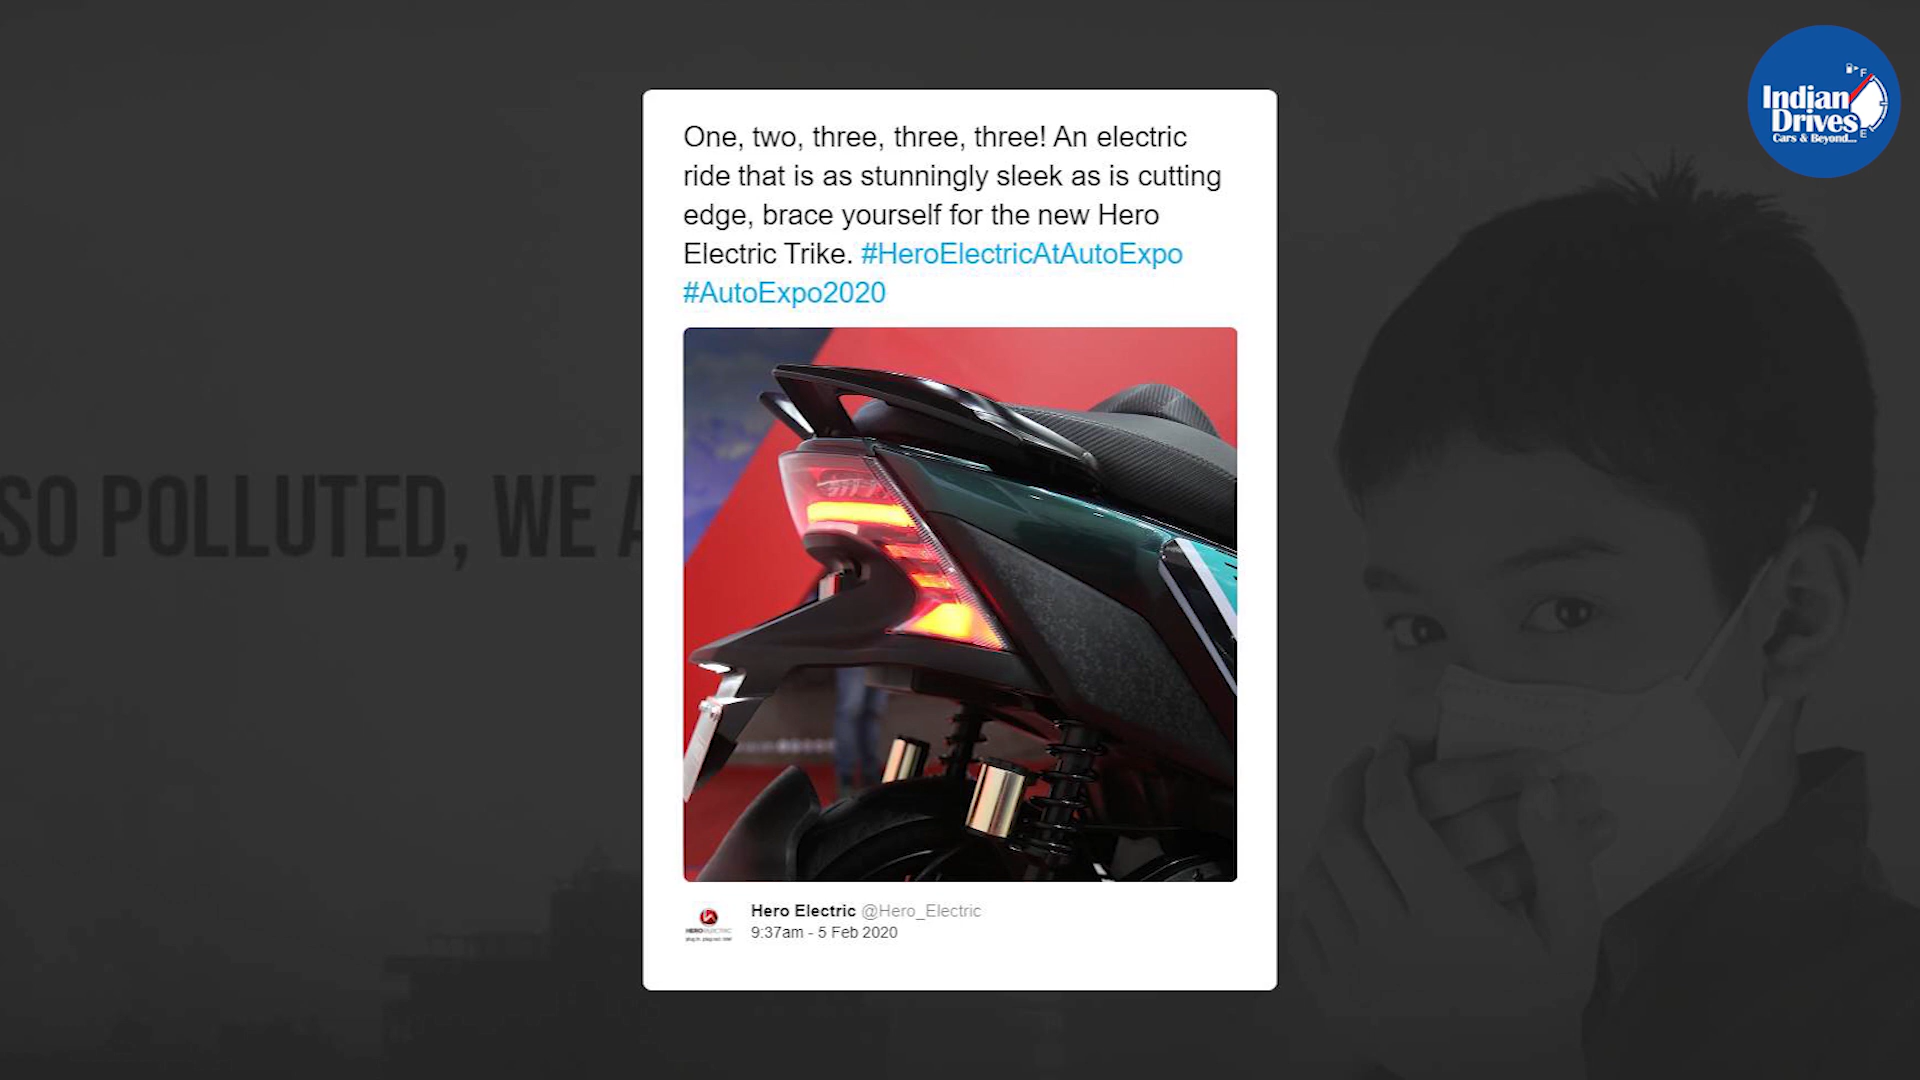 F
Indian
Drives
E
Cars & Beyond...
One, two, three, three, three! An electric
ride that is as stunningly sleek as is cutting
edge, brace yourself for the new Hero
Electric Trike. #HeroElectricAtAutoExpo
#AutoExpo2020
SO POLLUTED, WE A
Hero Electric @Hero_Electric
9:37am - 5 Feb 2020
HERO ELECTRIC